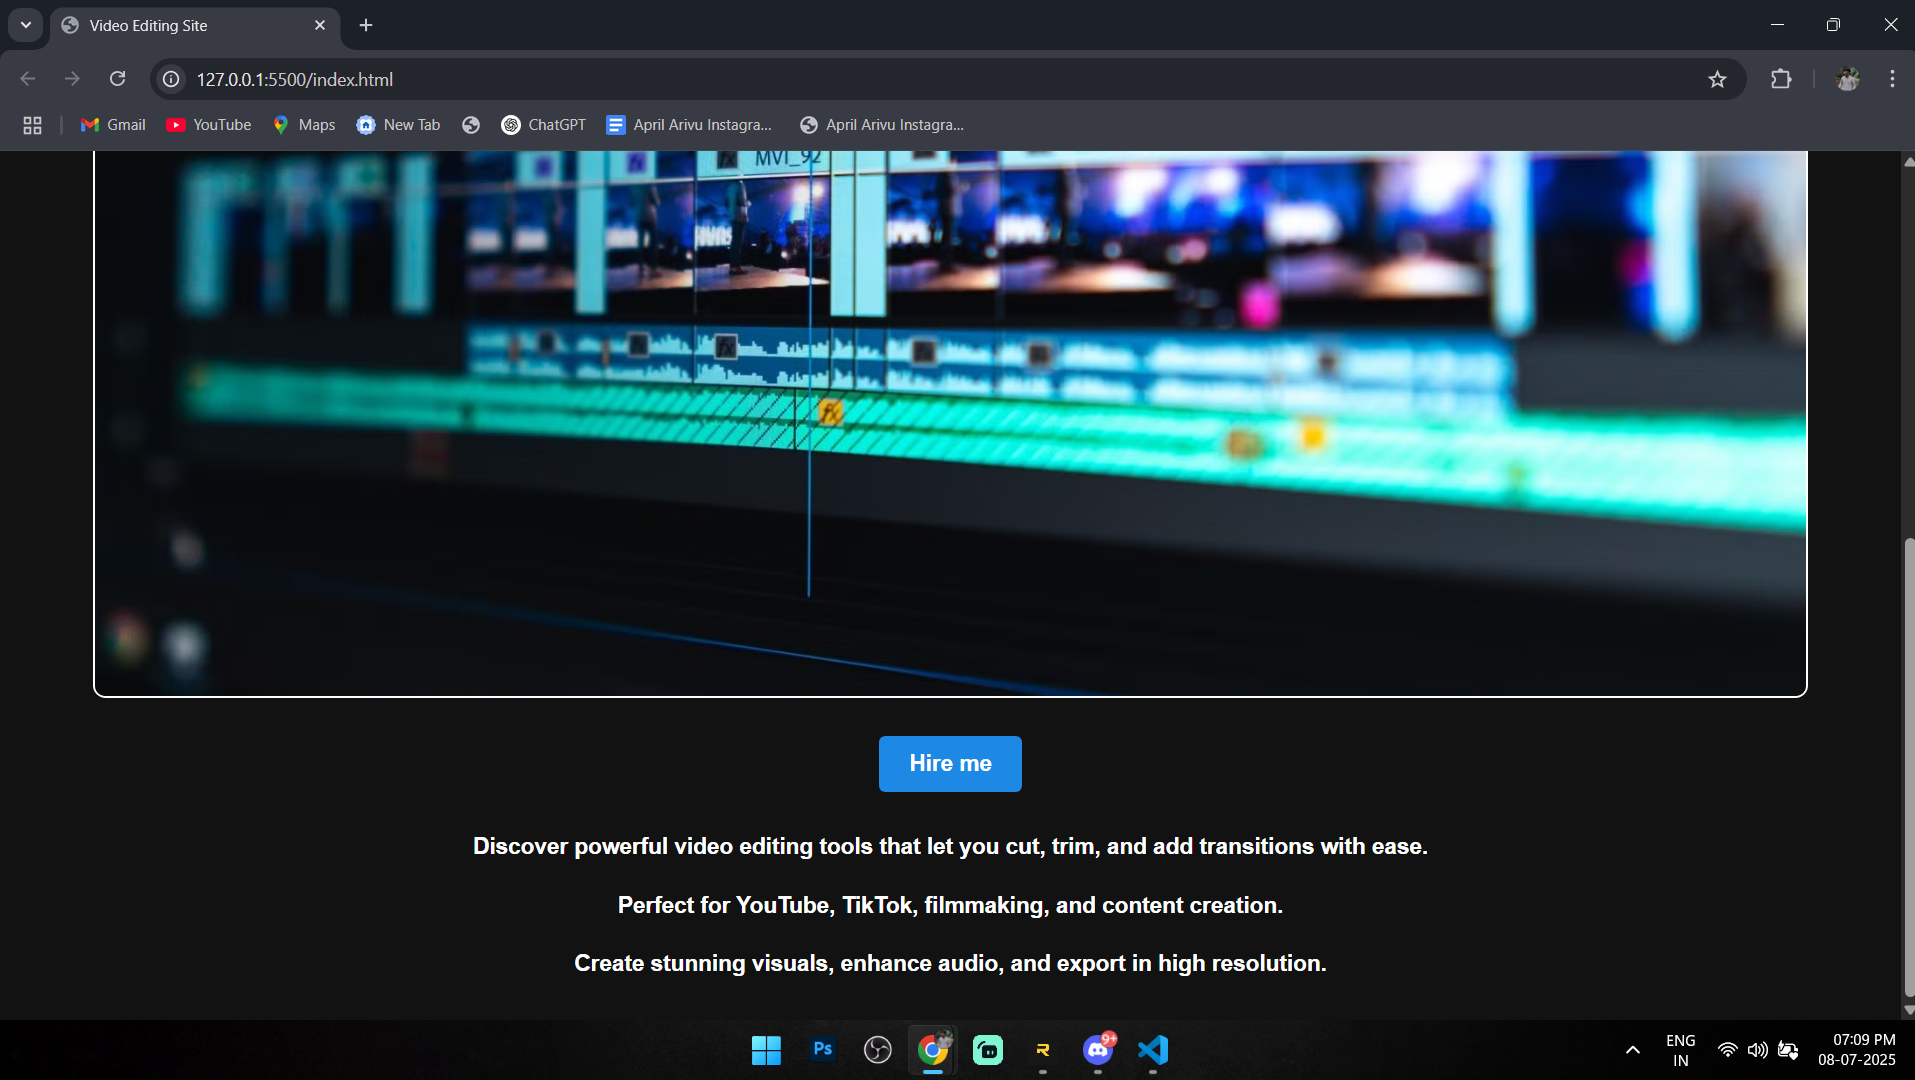 Video Editing Site
127.0.0.1:5500/index.html
Gmail
YouTube
Maps
New Tab
ChatGPT
April Arivu Instagra...
April Arivu Instagra...
MVI_92
fx
fx
Hire me
Discover powerful video editing tools that let you cut, trim, and add transitions with ease.
Perfect for YouTube, TikTok, filmmaking, and content creation.
Create stunning visuals, enhance audio, and export in high resolution.
Ps
9+
ENG
IN
07:09 PM
08-07-2025